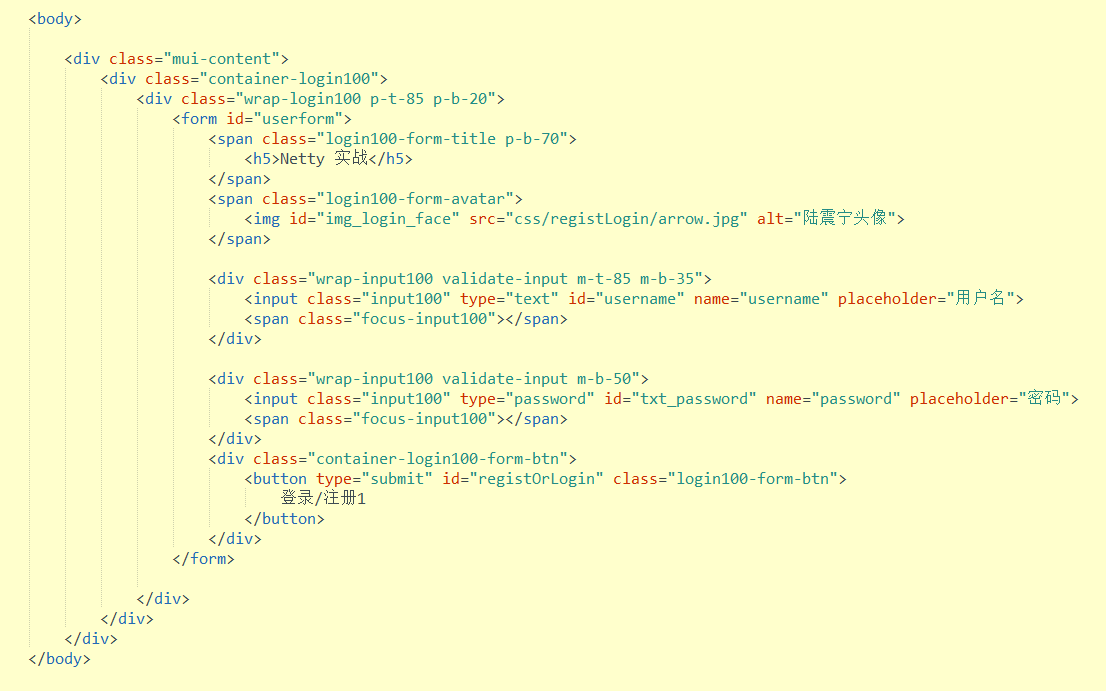 <body>
<div class="mui-content">
<div class="container-login100">
<div class="wrap-login100 p-t-85 p-b-20">
<form id="userform">
<span class="login100-form-title p-b-70">
<h5>Netty 实战</h5>
</span>
<span class="login100-form-avatar">
<img id="img_login_face" src="css/registLogin/arrow.jpg" alt="陆震宇头像">
</span>
<div class="wrap-input100 validate-input m-t-85 m-b-35">
<input class="input100" type="text" id="username" name="username" placeholder="用户名">
<span class="focus-input100"></span>
</div>
<div class="wrap-input100 validate-input m-b-50">
<input class="input100" type="password" id="txt_password" name="password" placeholder="密码">
<span class="focus-input100"></span>
</div>
<div class="container-login100-form-btn">
<button type="submit" id="registOrLogin" class="login100-form-btn">
登录/注册1
</button>
</div>
</form>
</div>
</div>
</div>
</body>